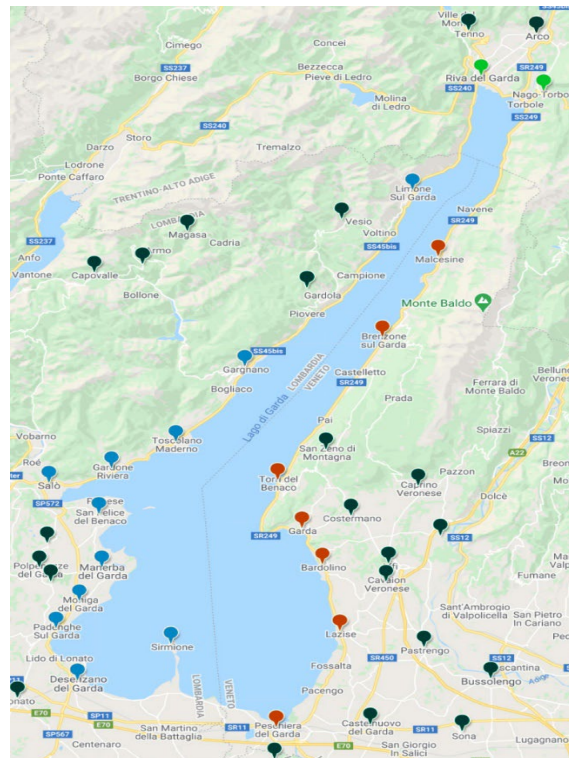 Ville del
Monte
Tenno
Arco
Cimego
Concei
SS237
Bezzecca
Borgo Chiese
Pieve di Ledro
Riva del Garda
SR249
SS240
Nago-Torbo
Torbole
Molina
di Ledro
SS249
SS240
Storo
Darzo
Tremalzo
Lodrone
Ponte Caffaro
TRENTINO-ALTO ADIGE
LOMBARDIA
Limone
Sul Garda
Vesio
Navene
Magasa
Voltino
SR249
Cadria
SS237
Armo
SS45bis
Anfo
Malcesine
Vantone
Capovalle
Campione
Bollone
Gardola
Monte Baldo
Piovere
Brenzone
sul Garda
SS45bis
Gargnano
LOMBARDIA
VENETO
Castelletto
Bogliaco
SR249
Ferrara di
Monte Baldo
Bellun
Verones
Lago di Garda
Prada
Toscolano
Maderno
Pai
Spiazzi
Vobarno
SS12
San Zeno di
Montagna
A22
Roé
Gardone
Riviera
Breoni
Torri del
Benaco
Pazzon
Salò
Caprino
Veronese
Dolcè
SP572
San Felice
del Benaco
Costermano
Garda
SR249
SS12
Polpenazze
del Garda
Manerba
del Garda
Bardolino
Cavaion
Veronese
Fumane
Moniga
del Garda
Sant'Ambrogio
di Valpolicella
Padenghe
Sul Garda
San Pietro
In Cariano
Lazise
Sirmione
Pastrengo
Lido di Lonato
SR450
Fossalta
SS12
Desenzano
del Garda
Bussolengo
Pacengo
LOMBARDIA
VENETO
E70
SP11
Peschiera
del Garda
Castelnuovo
del Garda
San Martino
della Battaglia
SR11
SR11
Sona
E70
SP567
Centenaro
Lugagnano
E70
San Giorgio
In Salici